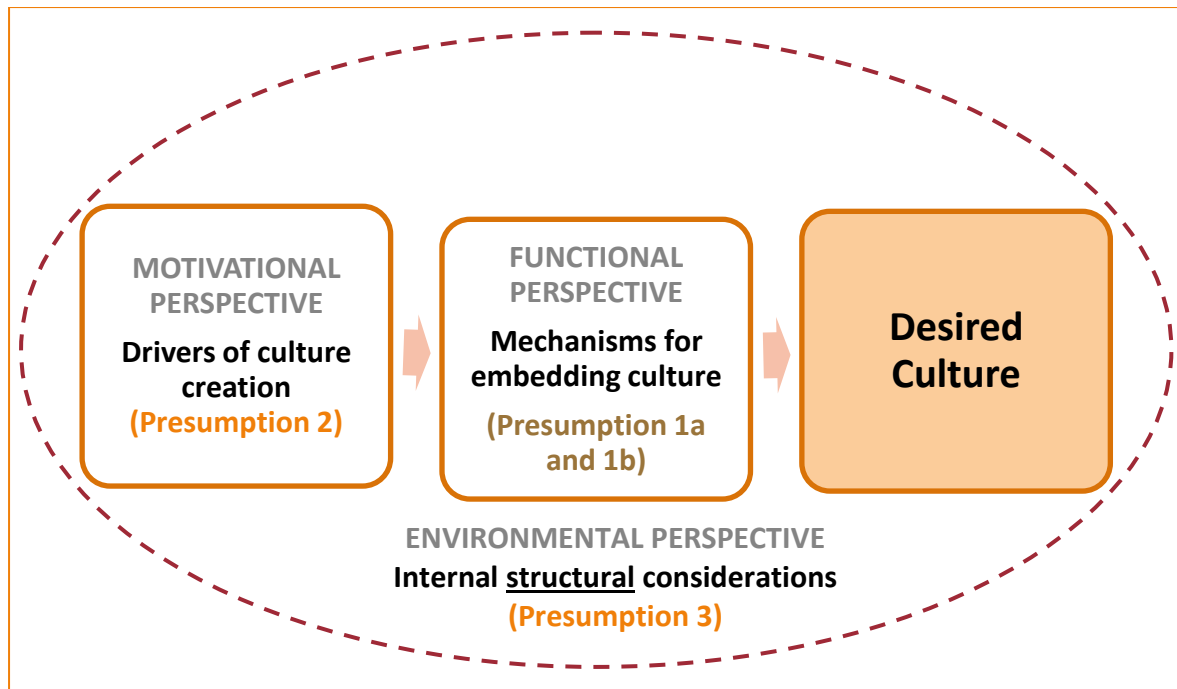 MOTIVATIONAL
PERSPECTIVE
Drivers of culture
creation
(Presumption 2)
FUNCTIONAL
PERSPECTIVE
Mechanisms for
embedding culture
(Presumption 1a
and 1b)
Desired
Culture
ENVIRONMENTAL PERSPECTIVE
Internal structural considerations
(Presumption 3)